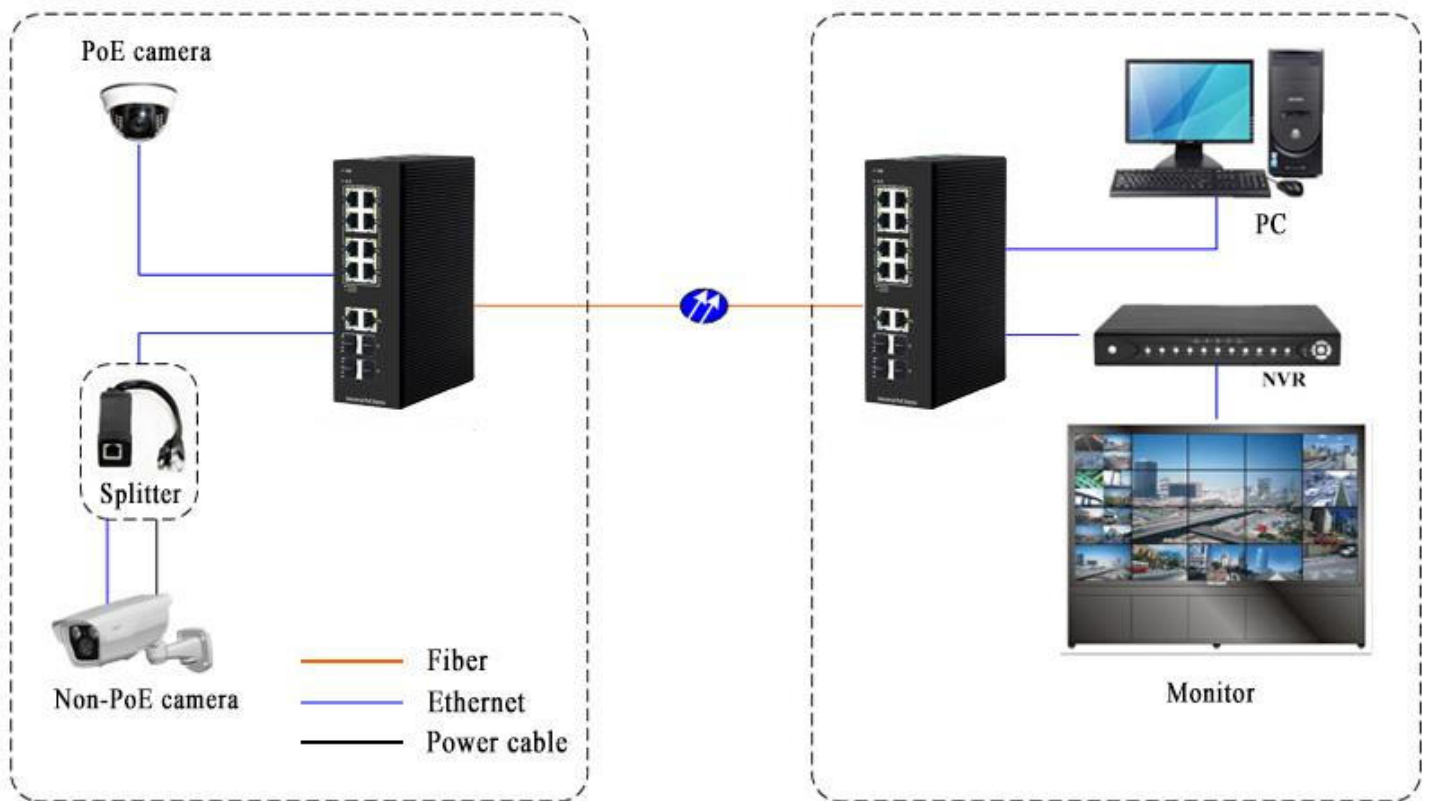 PoE camera
PC
NVR
Splitter
Non-PoE camera
Fiber
Ethernet
Power cable
Monitor